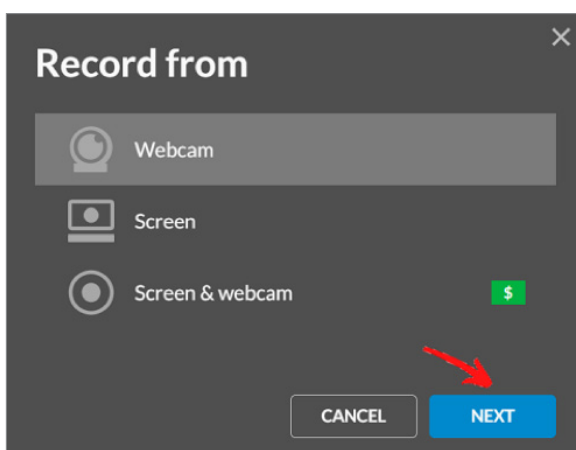 Record from
Webcam
Screen
Screen & webcam
$
CANCEL
NEXT